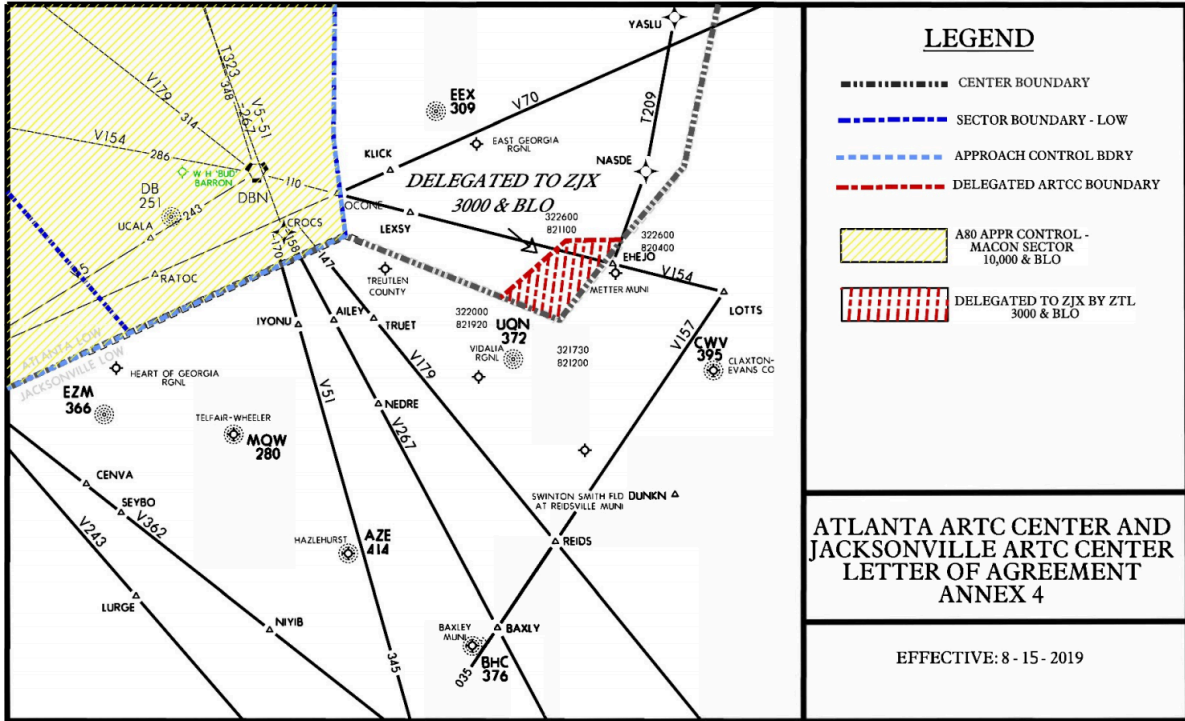 YASLU
V70
T209
EEX
309
EAST GEORGIA
RGNL
KLICK
NASDE
DELEGATED TO ZJX
3000 & BLO
T323
348
V5-51
-267
V179
314
V154
286
W H 'BUD'
BARRON
110
DB
251
243
DBN
UCALA
OCONE
CROCS
LEXSY
322600
821100
322600
820400
EHEJO
METTER MUNI
V154
LOTTS
RATOC
170
158
147
TREUTLEN
COUNTY
IYONU
AILEY
TRUET
322000
821920
UQN
372
VIDALIA
RGNL
321730
821200
V157
CWV
395
CLAXTON-
EVANS CO
ATLANTA LOW
JACKSONVILLE LOW
HEART OF GEORGIA
RGNL
EZM
366
V51
V179
TELFAIR-WHEELER
MQW
280
NEDRE
V267
CENVA
SEYBO
V362
V243
SWINTON SMITH FLD
AT REIDSVILLE MUNI
DUNKN
HAZLEHURST
AZE
414
REIDS
LURGE
NIYIB
BAXLEY
MUNI
BAXLY
BHC
376
345
035
LEGEND
CENTER BOUNDARY
SECTOR BOUNDARY - LOW
APPROACH CONTROL BDRY
DELEGATED ARTCC BOUNDARY
A80 APPR CONTROL -
MACON SECTOR
10,000 & BLO
DELEGATED TO ZJX BY ZTL
3000 & BLO
ATLANTA ARTC CENTER AND
JACKSONVILLE ARTC CENTER
LETTER OF AGREEMENT
ANNEX 4
EFFECTIVE: 8 - 15 - 2019